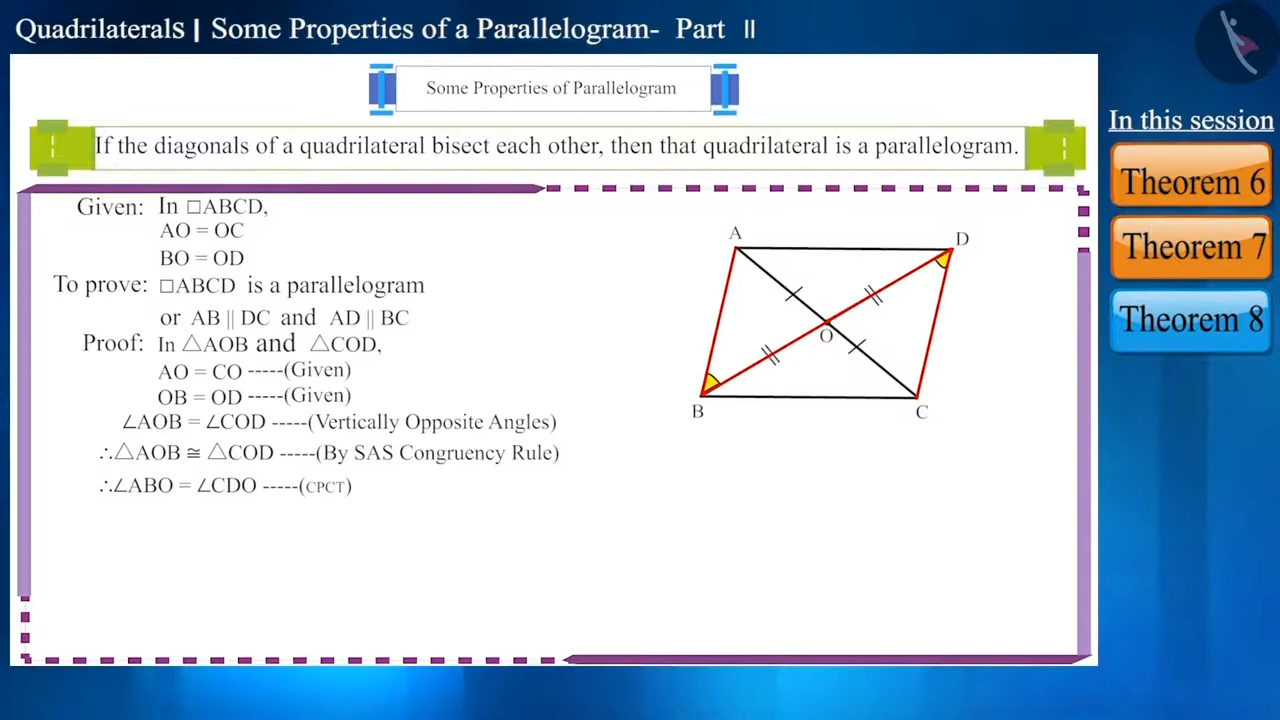 Quadrilaterals | Some Properties of a Parallelogram- Part II
Some Properties of Parallelogram
If the diagonals of a quadrilateral bisect each other, then that quadrilateral is a parallelogram.
Given: In □ABCD,
AO = OC
BO = OD
To prove: □ABCD is a parallelogram
or AB || DC and AD || BC
Proof: In △AOB and △COD,
AO = CO -----(Given)
OB = OD -----(Given)
∠AOB = ∠COD -----(Vertically Opposite Angles)
∴△AOB ≅ △COD -----(By SAS Congruency Rule)
∴∠ABO = ∠CDO -----(CPCT)
A
D
O
B
C
In this session
Theorem 6
Theorem 7
Theorem 8